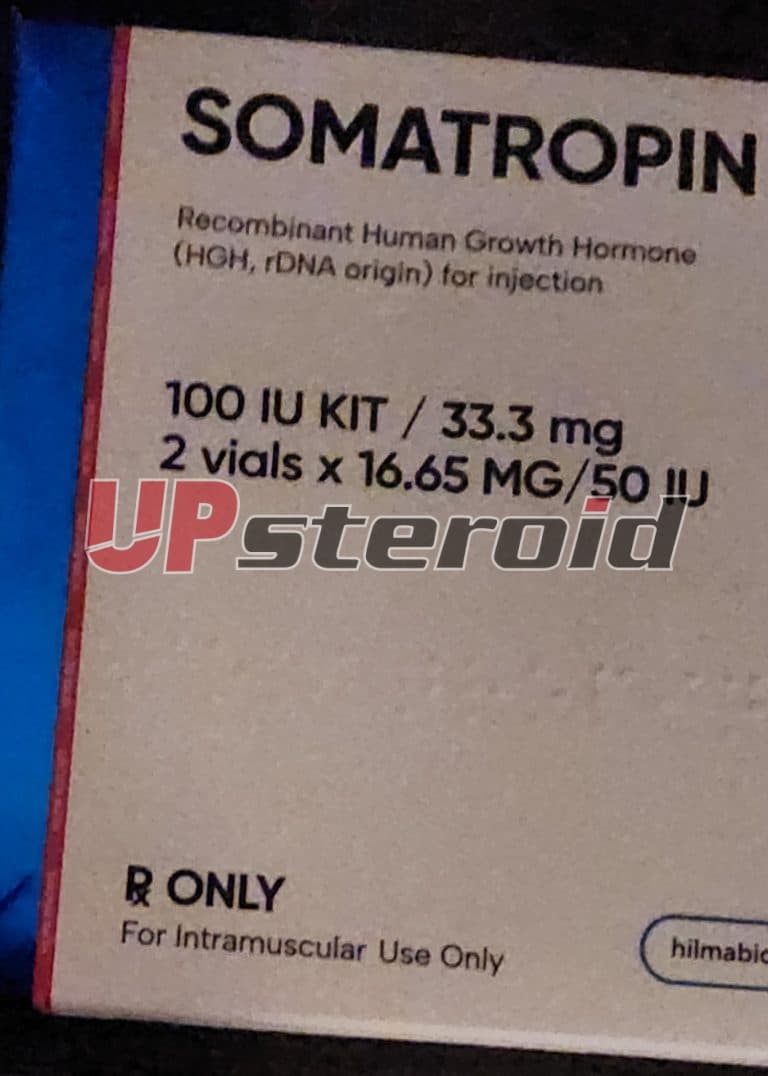 SOMATROPIN
Recombinant Human Growth Hormone
(HGH, rDNA origin) for injection
100 IU KIT / 33.3 mg
2 vials x 16.65 MG/50 IU
UPsteroid
℞ ONLY
For Intramuscular Use Only
hilmabio